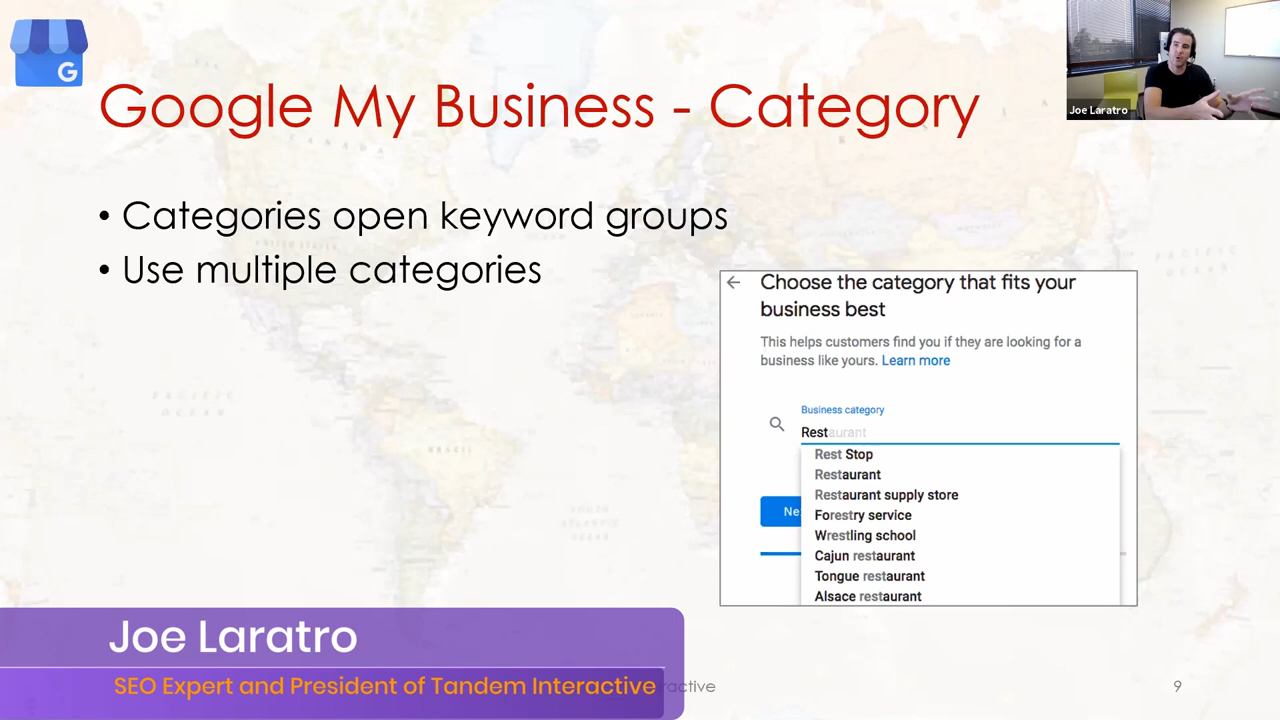 G
Google My Business - Category
Joe Laratro
• Categories open keyword groups
• Use multiple categories
Choose the category that fits your
business best
This helps customers find you if they are looking for a
business like yours. Learn more
Business category
Restaurant
Rest Stop
Restaurant
Restaurant supply store
Forestry service
Wrestling school
Cajun restaurant
Tongue restaurant
Alsace restaurant
Joe Laratro
SEO Expert and President of Tandem Interactive
9